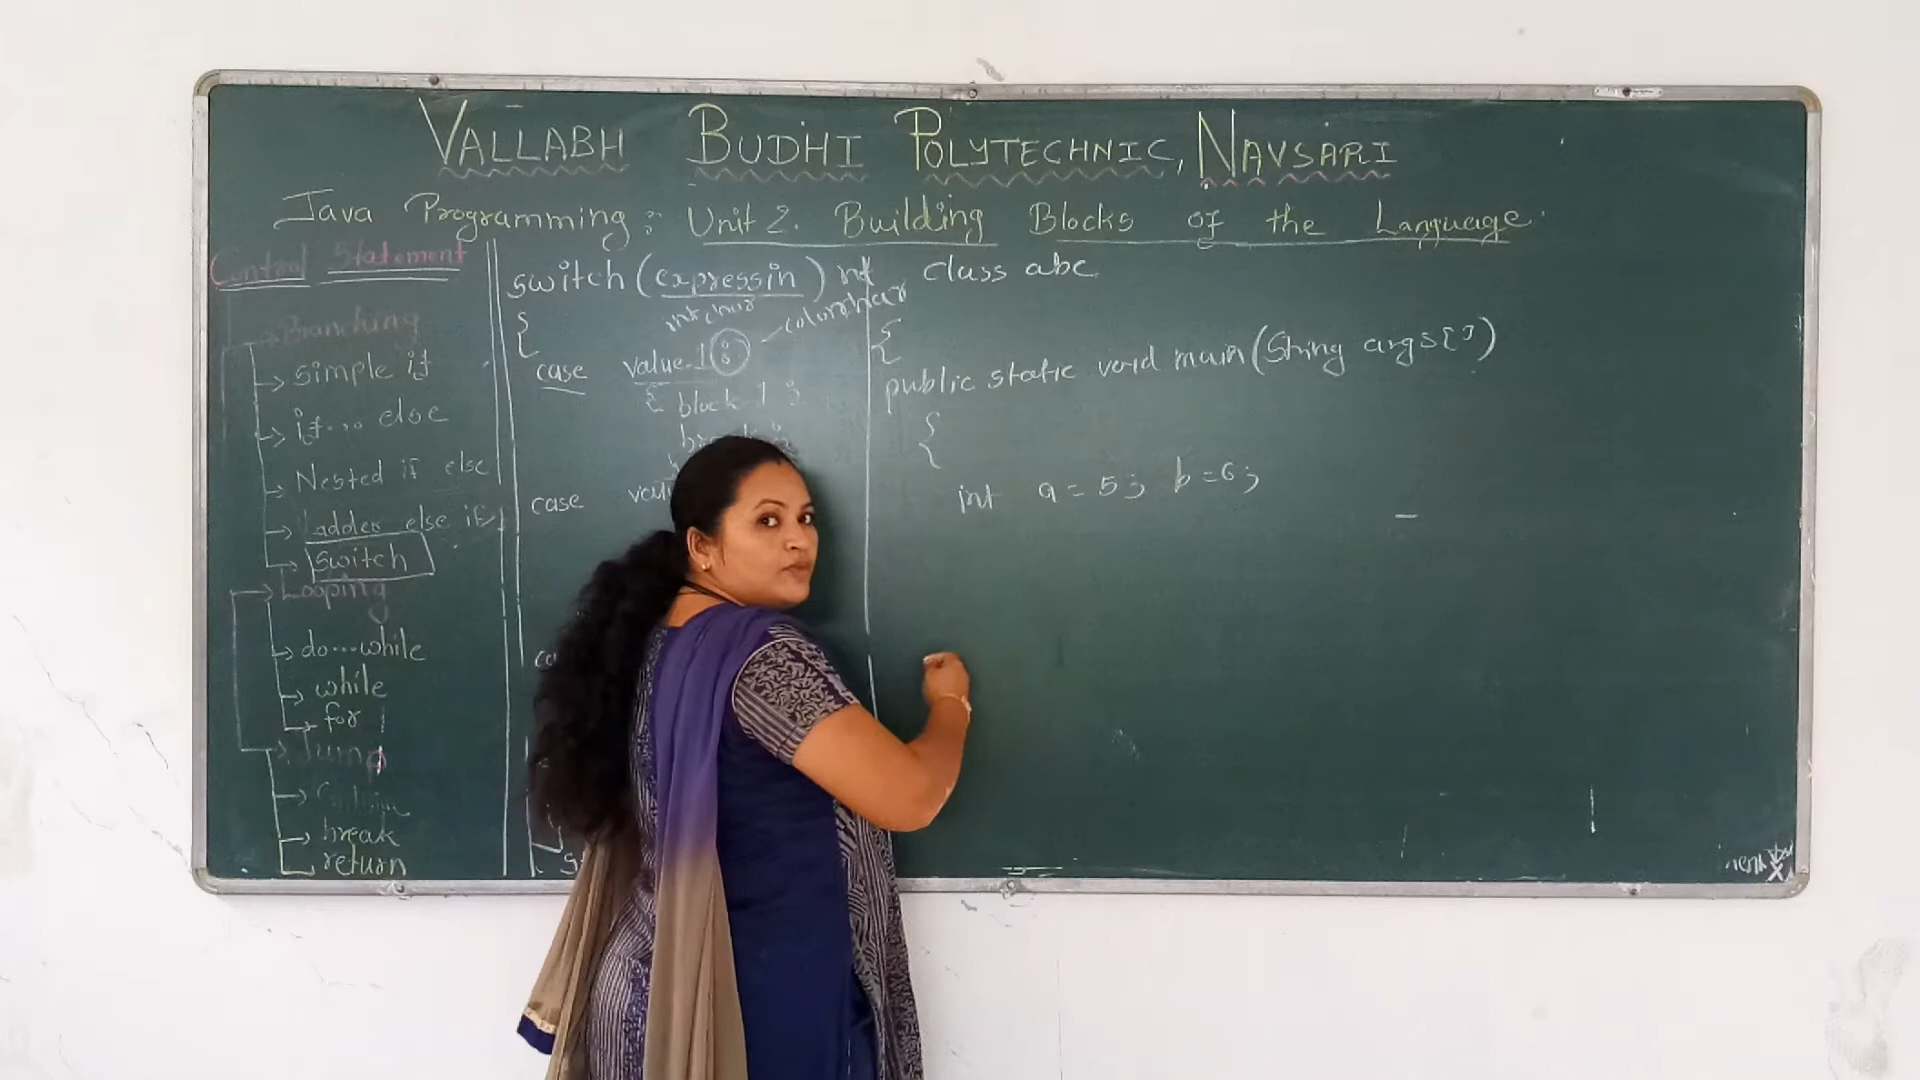 VALLABH BUDHI POLYTECHNIC, NAVSARI
Java Programming : Unit 2. Building Blocks of the Language.
Control Statement
Branching
simple if
if... else
Nested if else
Ladder else if
switch
Looping
do...while
while
for
Jump
break
return
switch (expressin) int
int char
{
case value-1 :
{ block-1 ;
case
class abc
{
public static void main(String args[])
{
int a = 5; b = 6;